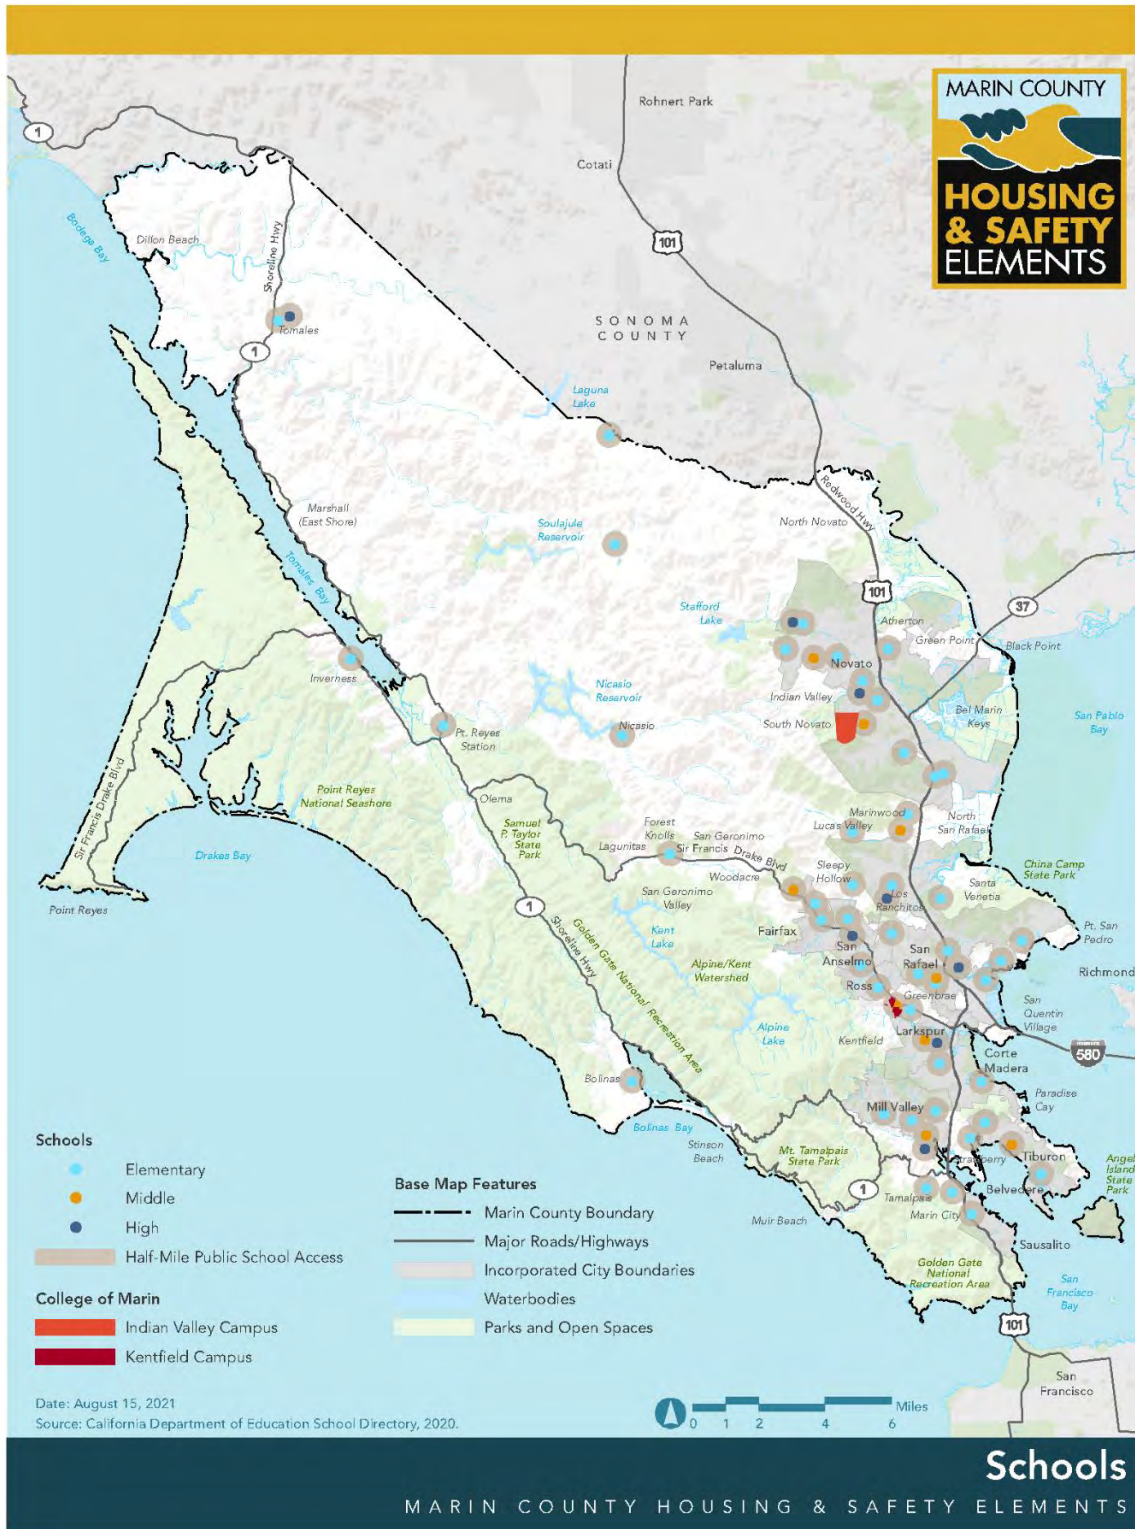 MARIN COUNTY
HOUSING
& SAFETY
ELEMENTS
Rohnert Park
1
Cotati
Bodega Bay
Dillon Beach
Shoreline Hwy
101
SONOMA
COUNTY
Tomales
1
Petaluma
Laguna
Lake
Redwood Hwy
Marshall
(East Shore)
North Novato
Soulajule
Reservoir
Tomales Bay
101
Stafford
Lake
37
Atherton
Green Point
Black Point
Novato
Inverness
Nicasio
Reservoir
Indian Valley
Bel Marin
Keys
San Pablo
Bay
South Novato
Nicasio
Pt. Reyes
Station
Sir Francis Drake Blvd
Point Reyes
National Seashore
Olema
Samuel
P. Taylor
State
Park
Forest
Knolls
San Geronimo
Marinwood
Lucas Valley
North
San Rafael
Lagunitas
Sir Francis Drake Blvd
Drakes Bay
Woodacre
Sleepy
Hollow
China Camp
State Park
San Geronimo
Valley
Los
Ranchitos
Santa
Venetia
Point Reyes
1
Shoreline Hwy
Golden Gate National Recreation Area
Kent
Lake
Fairfax
Pt. San
Pedro
San
Anselmo
San
Rafael
Alpine/Kent
Watershed
Richmond
Ross
Greenbrae
San
Quentin
Village
Alpine
Lake
Kentfield
Larkspur
INTERSTATE
580
Corte
Madera
Bolinas
Paradise
Cay
Mill Valley
Bolinas Bay
Stinson
Beach
Mt. Tamalpais
State Park
Strawberry
Tiburon
Angel
Island
State
Park
1
Tamalpais
Belvedere
Marin City
Muir Beach
Sausalito
Golden Gate
National
Recreation Area
San
Francisco
Bay
101
San
Francisco
Schools
Elementary
Middle
High
Half-Mile Public School Access
College of Marin
Indian Valley Campus
Kentfield Campus
Base Map Features
Marin County Boundary
Major Roads/Highways
Incorporated City Boundaries
Waterbodies
Parks and Open Spaces
Date: August 15, 2021
Source: California Department of Education School Directory, 2020.
0 1 2 4 6
Miles
Schools
MARIN COUNTY HOUSING & SAFETY ELEMENTS